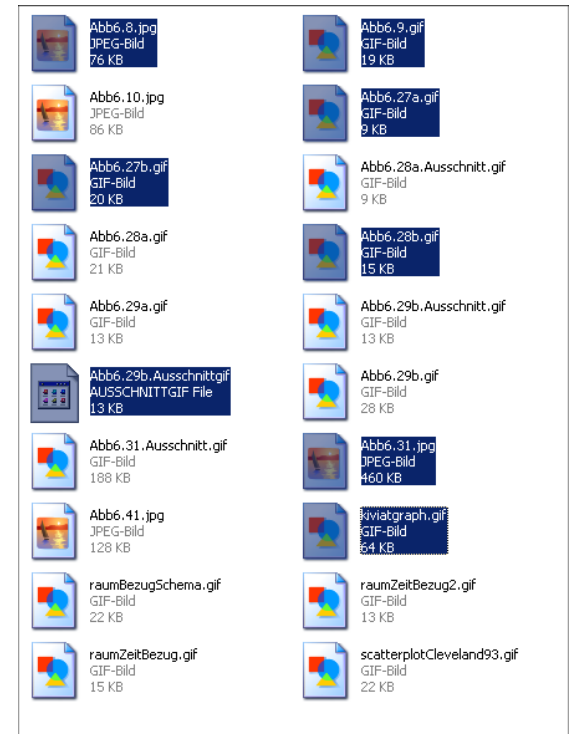 Abb6.8.jpg
JPEG-Bild
76 KB
Abb6.9.gif
GIF-Bild
19 KB
Abb6.10.jpg
JPEG-Bild
86 KB
Abb6.27a.gif
GIF-Bild
9 KB
Abb6.27b.gif
GIF-Bild
20 KB
Abb6.28a.Ausschnitt.gif
GIF-Bild
9 KB
Abb6.28a.gif
GIF-Bild
21 KB
Abb6.28b.gif
GIF-Bild
15 KB
Abb6.29a.gif
GIF-Bild
13 KB
Abb6.29b.Ausschnitt.gif
GIF-Bild
13 KB
Abb6.29b.Ausschnittgif
AUSSCHNITTGIF File
13 KB
Abb6.29b.gif
GIF-Bild
28 KB
Abb6.31.Ausschnitt.gif
GIF-Bild
188 KB
Abb6.31.jpg
JPEG-Bild
460 KB
Abb6.41.jpg
JPEG-Bild
128 KB
kiviatgraph.gif
GIF-Bild
64 KB
raumBezugSchema.gif
GIF-Bild
22 KB
raumZeitBezug2.gif
GIF-Bild
13 KB
raumZeitBezug.gif
GIF-Bild
15 KB
scatterplotCleveland93.gif
GIF-Bild
22 KB